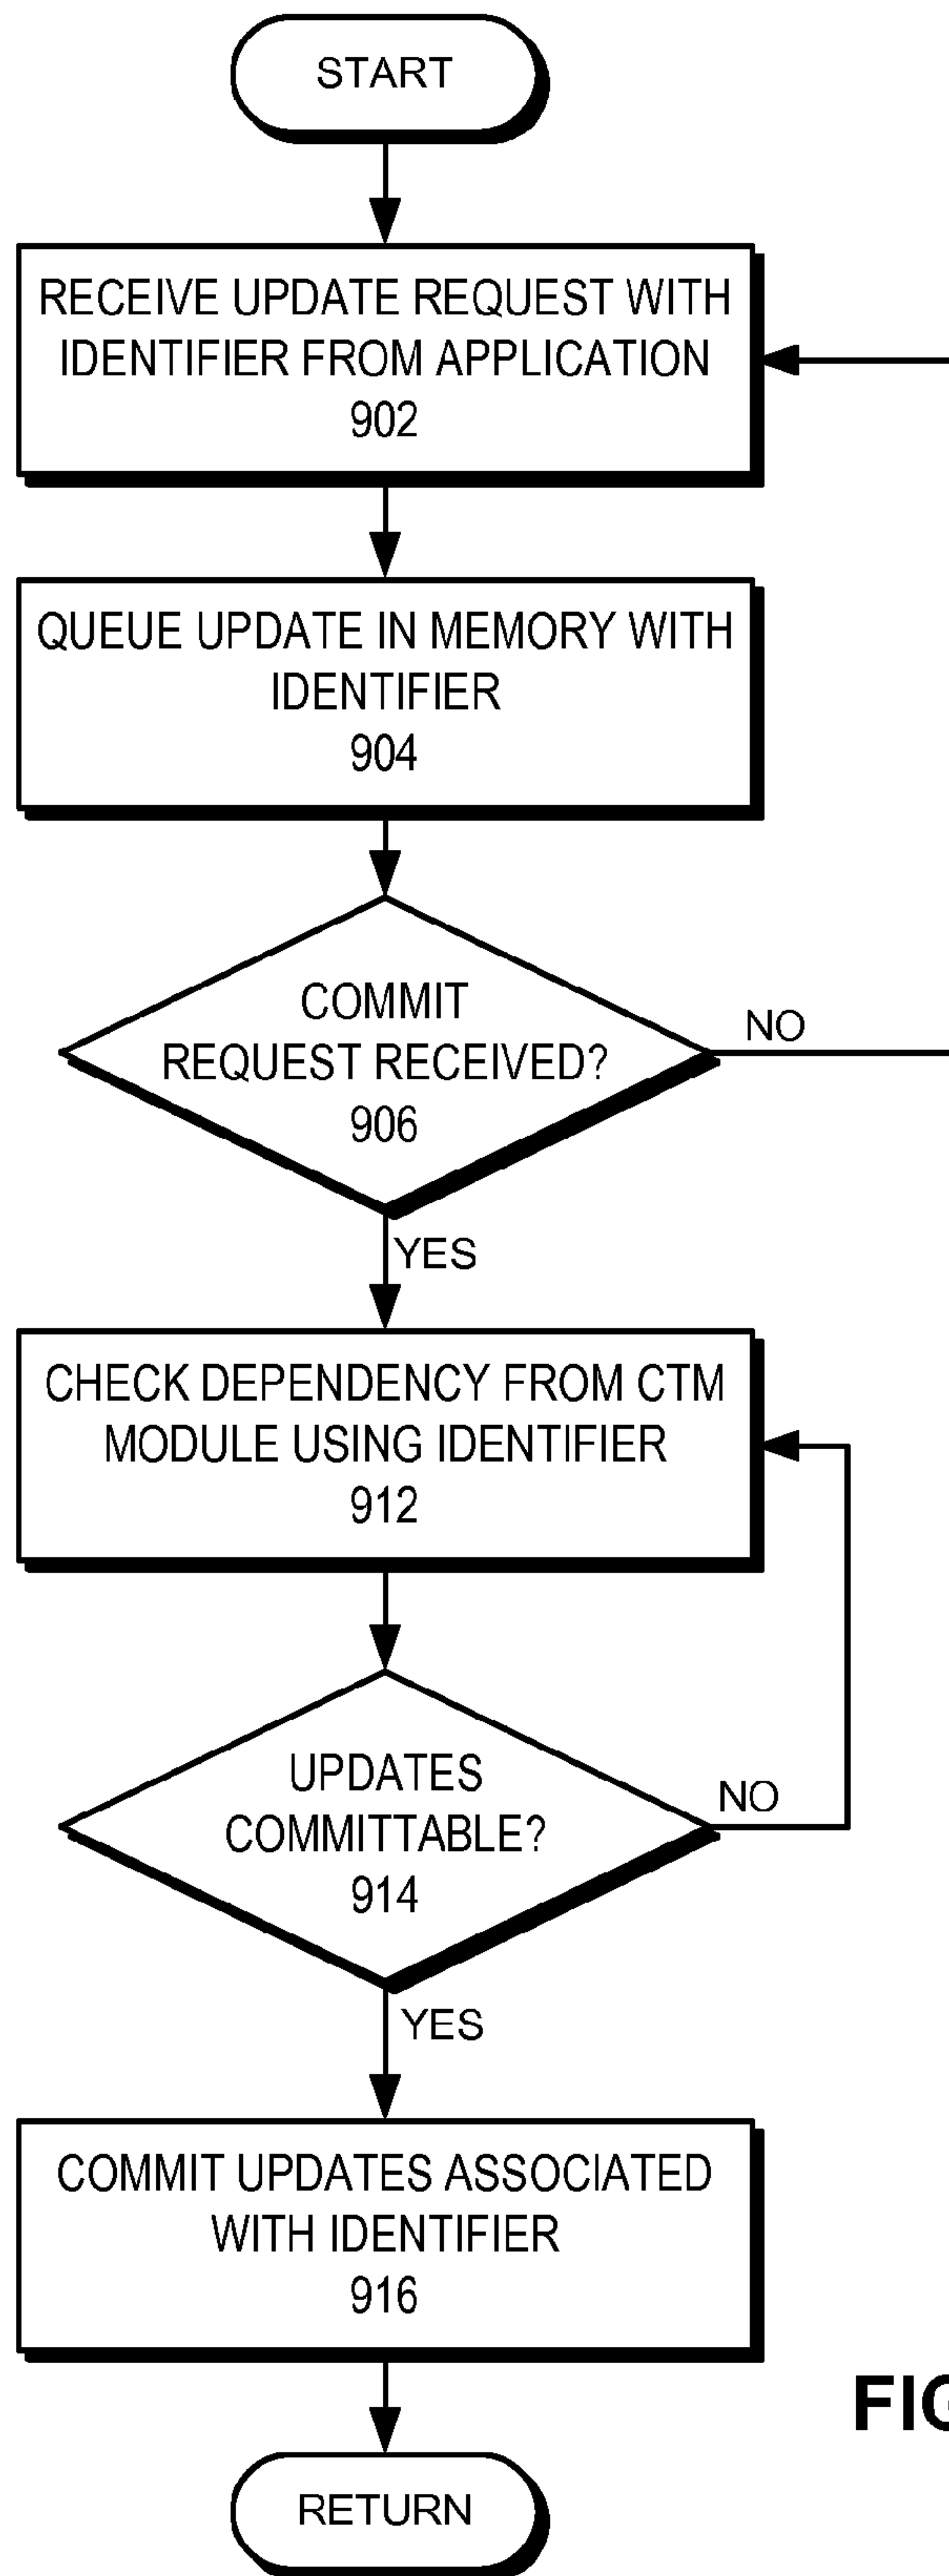 START
RECEIVE UPDATE REQUEST WITH
IDENTIFIER FROM APPLICATION
902
QUEUE UPDATE IN MEMORY WITH
IDENTIFIER
904
COMMIT
REQUEST RECEIVED?
906
NO
YES
CHECK DEPENDENCY FROM CTM
MODULE USING IDENTIFIER
912
UPDATES
COMMITTABLE?
914
NO
YES
COMMIT UPDATES ASSOCIATED
WITH IDENTIFIER
916
FIG
RETURN